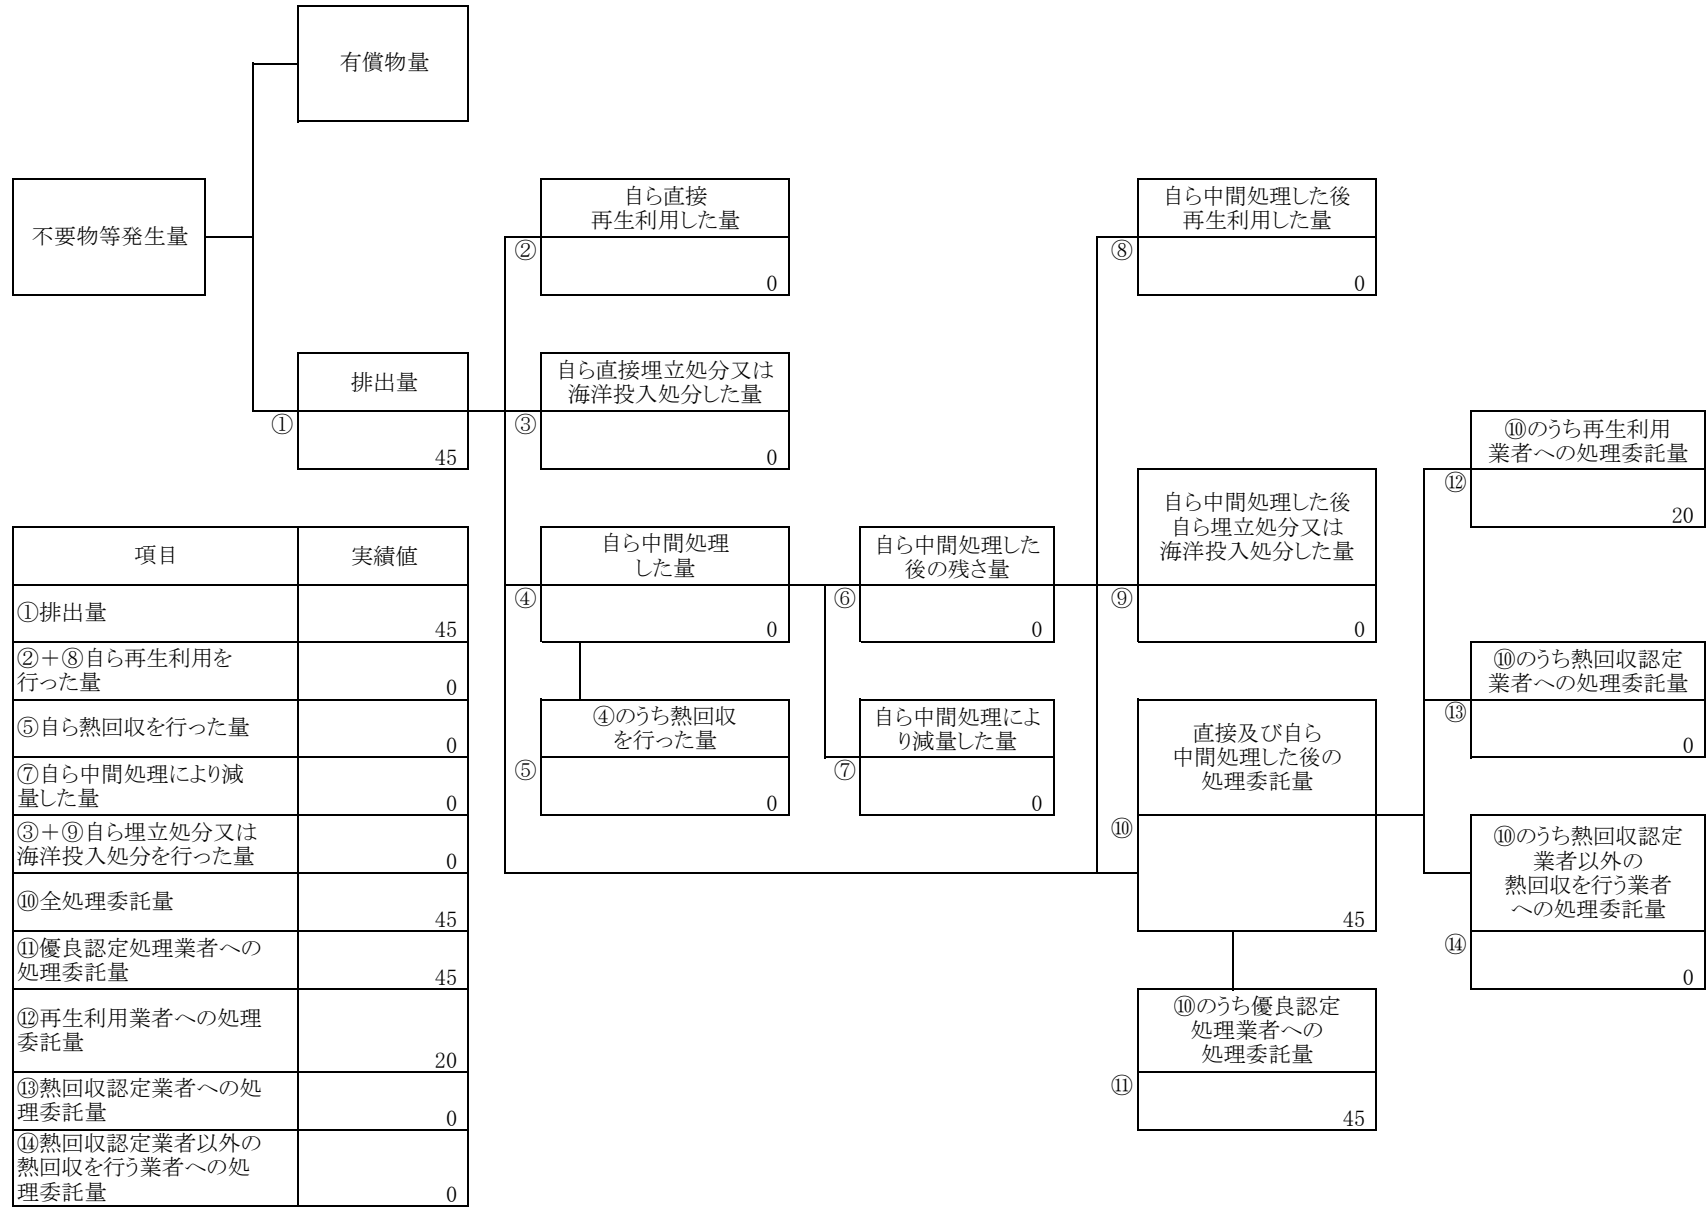 有償物量
不要物等発生量
自ら直接
再生利用した量
②
0
自ら中間処理した後
再生利用した量
⑧
0
排出量
①
45
自ら直接埋立処分又は
海洋投入処分した量
③
0
⑩のうち再生利用
業者への処理委託量
⑫
20
自ら中間処理
した量
④
0
自ら中間処理した
後の残さ量
⑥
0
自ら中間処理した後
自ら埋立処分又は
海洋投入処分した量
⑨
0
⑩のうち熱回収認定
業者への処理委託量
⑬
0
④のうち熱回収
を行った量
⑤
0
自ら中間処理によ
り減量した量
⑦
0
直接及び自ら
中間処理した後の
処理委託量
⑩
45
⑩のうち熱回収認定
業者以外の
熱回収を行う業者
への処理委託量
⑭
0
⑩のうち優良認定
処理業者への
処理委託量
⑪
45
項目 実績値
①排出量
45
②+⑧自ら再生利用を
行った量
0
⑤自ら熱回収を行った量
0
⑦自ら中間処理により減
量した量
0
③+⑨自ら埋立処分又は
海洋投入処分を行った量
0
⑩全処理委託量
45
⑪優良認定処理業者への
処理委託量
45
⑫再生利用業者への処理
委託量
20
⑬熱回収認定業者への処
理委託量
0
⑭熱回収認定業者以外の
熱回収を行う業者への処
理委託量
0